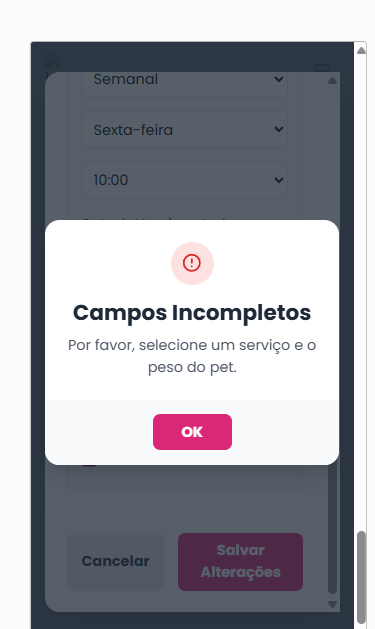 Semanal
Sexta-feira
10:00
Campos Incompletos
Por favor, selecione um serviço e o
peso do pet.
OK
Cancelar
Salvar
Alterações